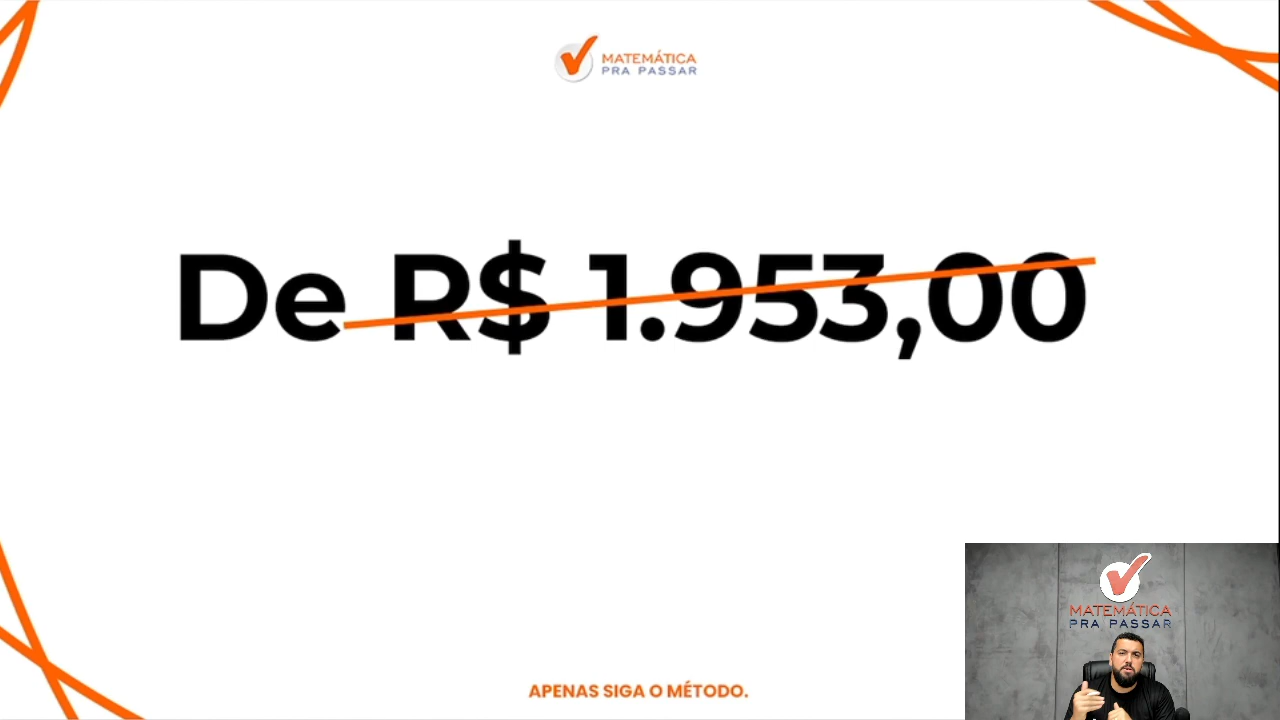 MATEMÁTICA
PRA PASSAR
De R$ 1.953,00
MATEMÁTICA
PRA PASSAR
APENAS SIGA O MÉTODO.